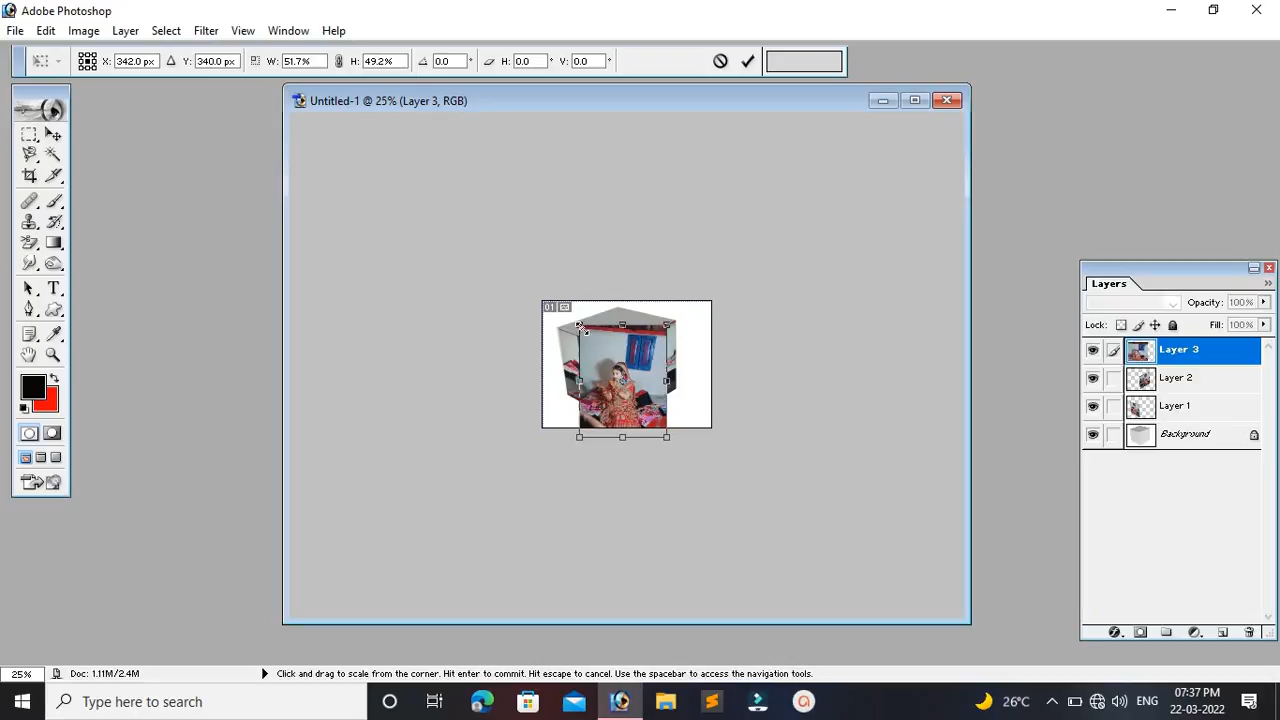 Adobe Photoshop
File Edit Image Layer Select Filter View Window Help
X: 342.0 px Y: 340.0 px W: 51.7% H: 49.2% 0.0 ° H: 0.0 ° V: 0.0 °
Untitled-1 @ 25% (Layer 3, RGB)
01
Layers
Opacity: 100%
Lock: Fill: 100%
Layer 3
Layer 2
Layer 1
Background
T
25% Doc: 1.11M/2.4M Click and drag to scale from the corner. Hit enter to commit. Hit escape to cancel. Use the spacebar to access the navigation tools.
Type here to search
26°C ENG 07:37 PM
22-03-2022